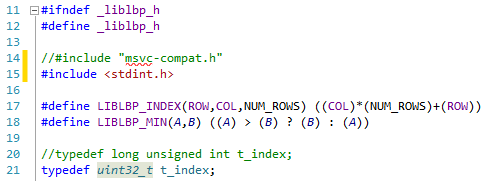 11 #ifndef _liblbp_h
12 #define _liblbp_h
13
14 //#include "msvc-compat.h"
15 #include <stdint.h>
16
17 #define LIBLBP_INDEX(ROW,COL,NUM_ROWS) ((COL)*(NUM_ROWS)+(ROW))
18 #define LIBLBP_MIN(A,B) ((A) > (B) ? (B) : (A))
19
20 //typedef long unsigned int t_index;
21 typedef uint32_t t_index;